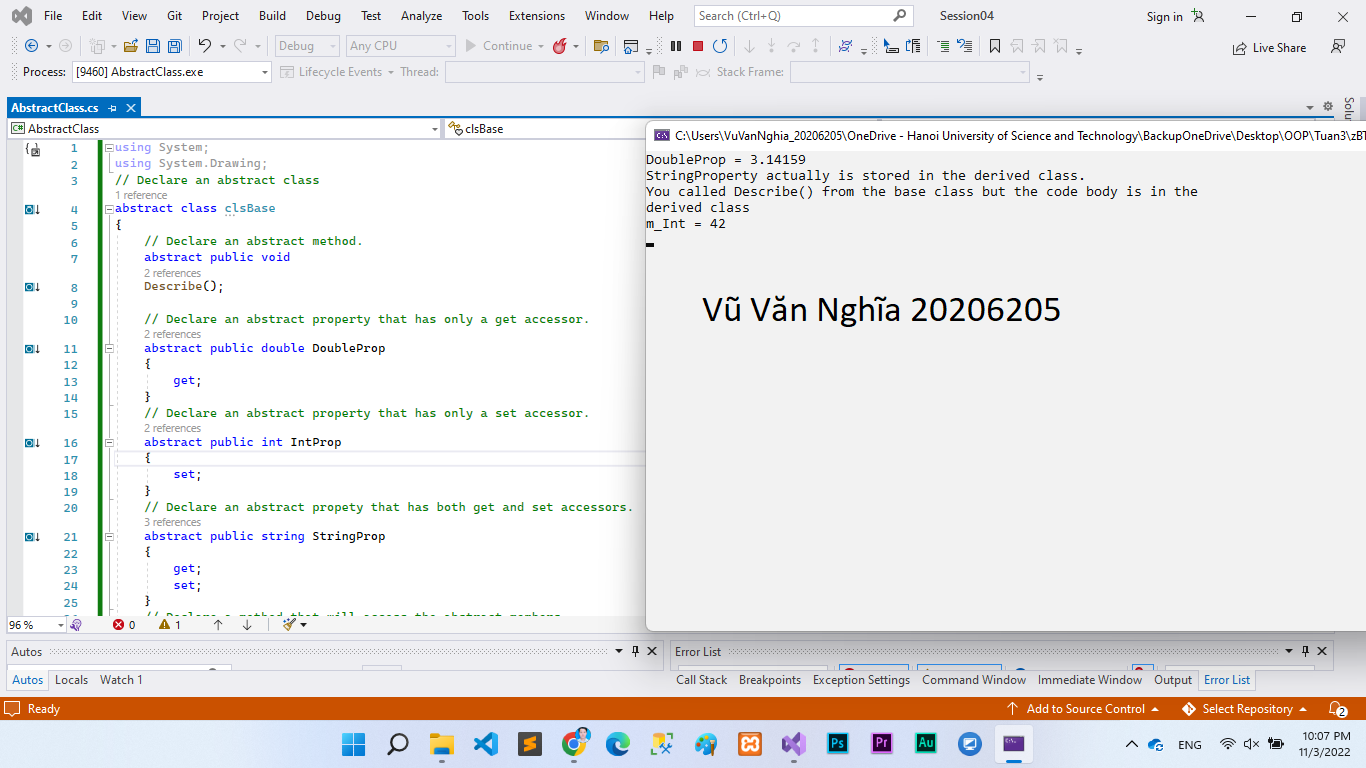 File Edit View Git Project Build Debug Test Analyze Tools Extensions Window Help Search (Ctrl+Q) Session04 Sign in
Debug Any CPU Continue Live Share
Process: [9460] AbstractClass.exe Lifecycle Events Thread: Stack Frame:
AbstractClass.cs
C# AbstractClass clsBase
1 using System;
2 using System.Drawing;
3 // Declare an abstract class
1 reference
4 abstract class clsBase
5 {
6 // Declare an abstract method.
7 abstract public void
2 references
8 Describe();
9
10 // Declare an abstract property that has only a get accessor.
2 references
11 abstract public double DoubleProp
12 {
13 get;
14 }
15 // Declare an abstract property that has only a set accessor.
2 references
16 abstract public int IntProp
17 {
18 set;
19 }
20 // Declare an abstract propety that has both get and set accessors.
3 references
21 abstract public string StringProp
22 {
23 get;
24 set;
25 }
C:\Users\VuVanNghia_20206205\OneDrive - Hanoi University of Science and Technology\BackupOneDrive\Desktop\OOP\Tuan3\zBT
DoubleProp = 3.14159
StringProperty actually is stored in the derived class.
You called Describe() from the base class but the code body is in the
derived class
m_Int = 42
Vũ Văn Nghĩa 20206205
96 % 0 1
Autos
Error List
Autos Locals Watch 1
Call Stack Breakpoints Exception Settings Command Window Immediate Window Output Error List
Ready Add to Source Control Select Repository 2
Ps Pr Au
ENG
10:07 PM
11/3/2022